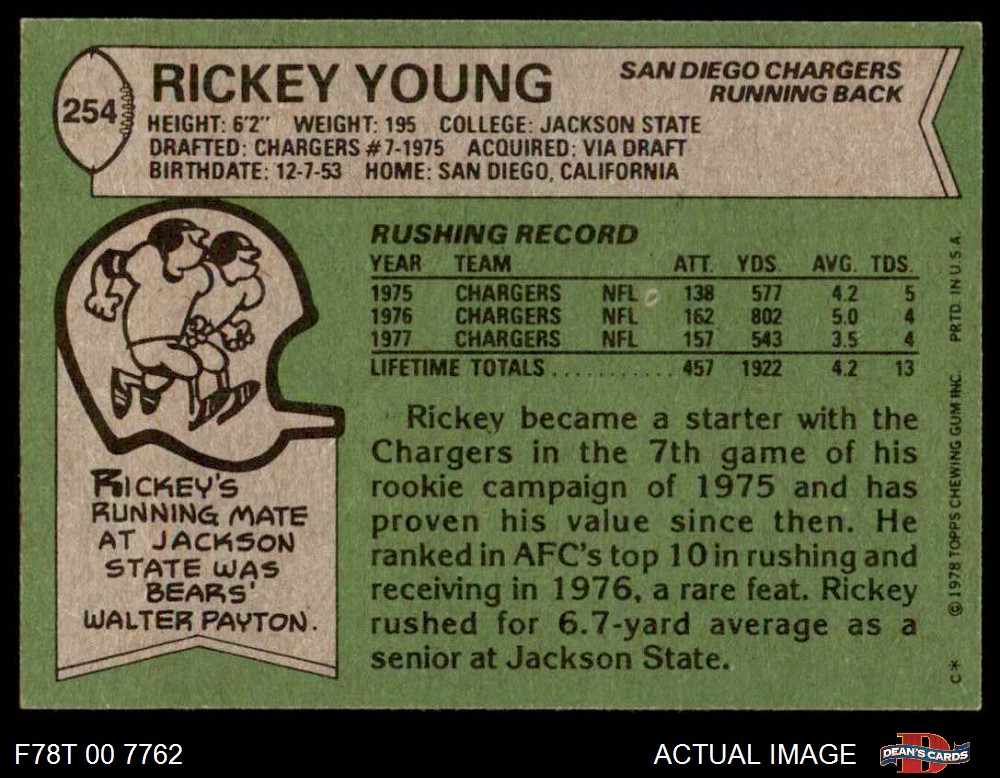 254
RICKEY YOUNG
SAN DIEGO CHARGERS
RUNNING BACK
HEIGHT: 6'2" WEIGHT: 195 COLLEGE: JACKSON STATE
DRAFTED: CHARGERS #7-1975 ACQUIRED: VIA DRAFT
BIRTHDATE: 12-7-53 HOME: SAN DIEGO, CALIFORNIA
RUSHING RECORD
YEAR TEAM ATT. YDS. AVG. TDS.
1975 CHARGERS NFL 138 577 4.2 5
1976 CHARGERS NFL 162 802 5.0 4
1977 CHARGERS NFL 157 543 3.5 4
LIFETIME TOTALS........... 457 1922 4.2 13
Rickey became a starter with the
Chargers in the 7th game of his
rookie campaign of 1975 and has
proven his value since then. He
ranked in AFC's top 10 in rushing and
receiving in 1976, a rare feat. Rickey
rushed for 6.7-yard average as a
senior at Jackson State.
RICKEY'S
RUNNING MATE
AT JACKSON
STATE WAS
BEARS'
WALTER PAYTON.
C* © 1978 TOPPS CHEWING GUM INC. PRTD. IN U.S.A.
F78T 00 7762
ACTUAL IMAGE
D
DEAN'S CARDS